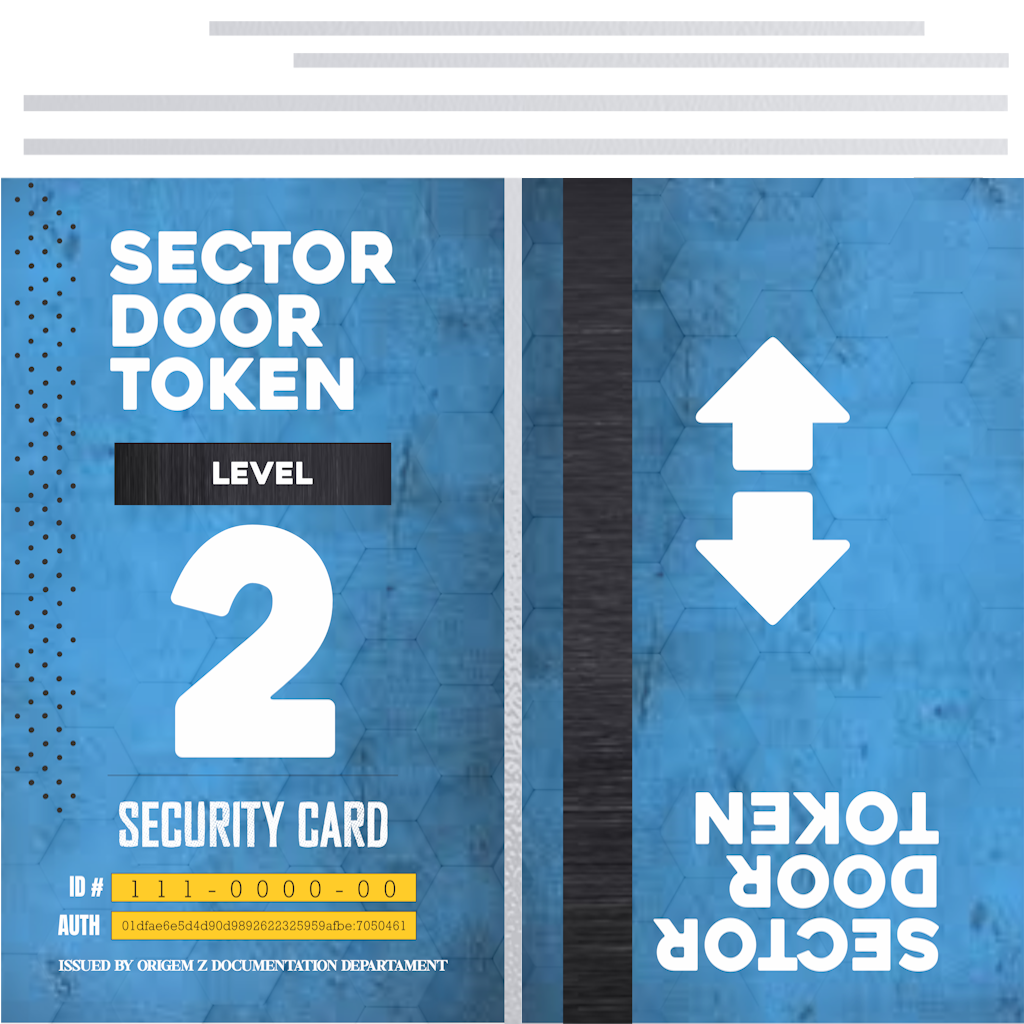 SECTOR
DOOR
TOKEN
LEVEL
2
SECURITY CARD
ID # 111-0000-00
AUTH 01dfae6e5d4d90d9892622325959afbe:7050461
ISSUED BY ORIGEM Z DOCUMENTATION DEPARTAMENT
SECTOR
DOOR
TOKEN